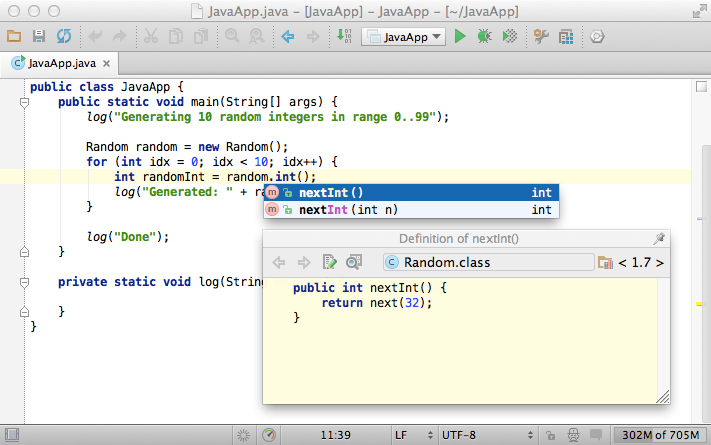 JavaApp.java – [JavaApp] – JavaApp – [~/JavaApp]
JavaApp
JavaApp.java
public class JavaApp {
public static void main(String[] args) {
log("Generating 10 random integers in range 0..99");
Random random = new Random();
for (int idx = 0; idx < 10; idx++) {
int randomInt = random.int();
log("Generated: " + ra
nextInt() int
nextInt(int n) int
}
log("Done");
}
private static void log(String
}
}
Definition of nextInt()
Random.class < 1.7 >
public int nextInt() {
return next(32);
}
11:39 LF UTF-8 302M of 705M